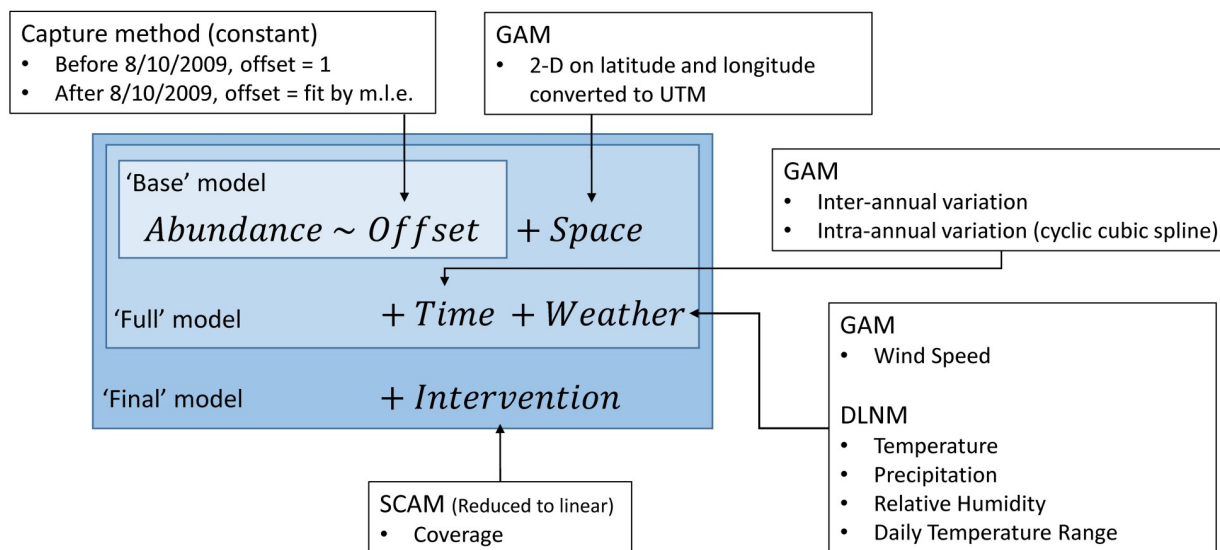 Capture method (constant)
• Before 8/10/2009, offset = 1
• After 8/10/2009, offset = fit by m.l.e.
GAM
• 2-D on latitude and longitude
converted to UTM
'Base' model
Abundance ~ Offset + Space
GAM
• Inter-annual variation
• Intra-annual variation (cyclic cubic spline)
'Full' model + Time + Weather
GAM
• Wind Speed
DLNM
• Temperature
• Precipitation
• Relative Humidity
• Daily Temperature Range
'Final' model + Intervention
SCAM (Reduced to linear)
• Coverage